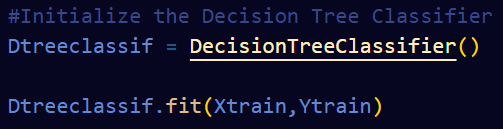 #Initialize the Decision Tree Classifier
Dtreeclassif = DecisionTreeClassifier()
Dtreeclassif.fit(Xtrain,Ytrain)